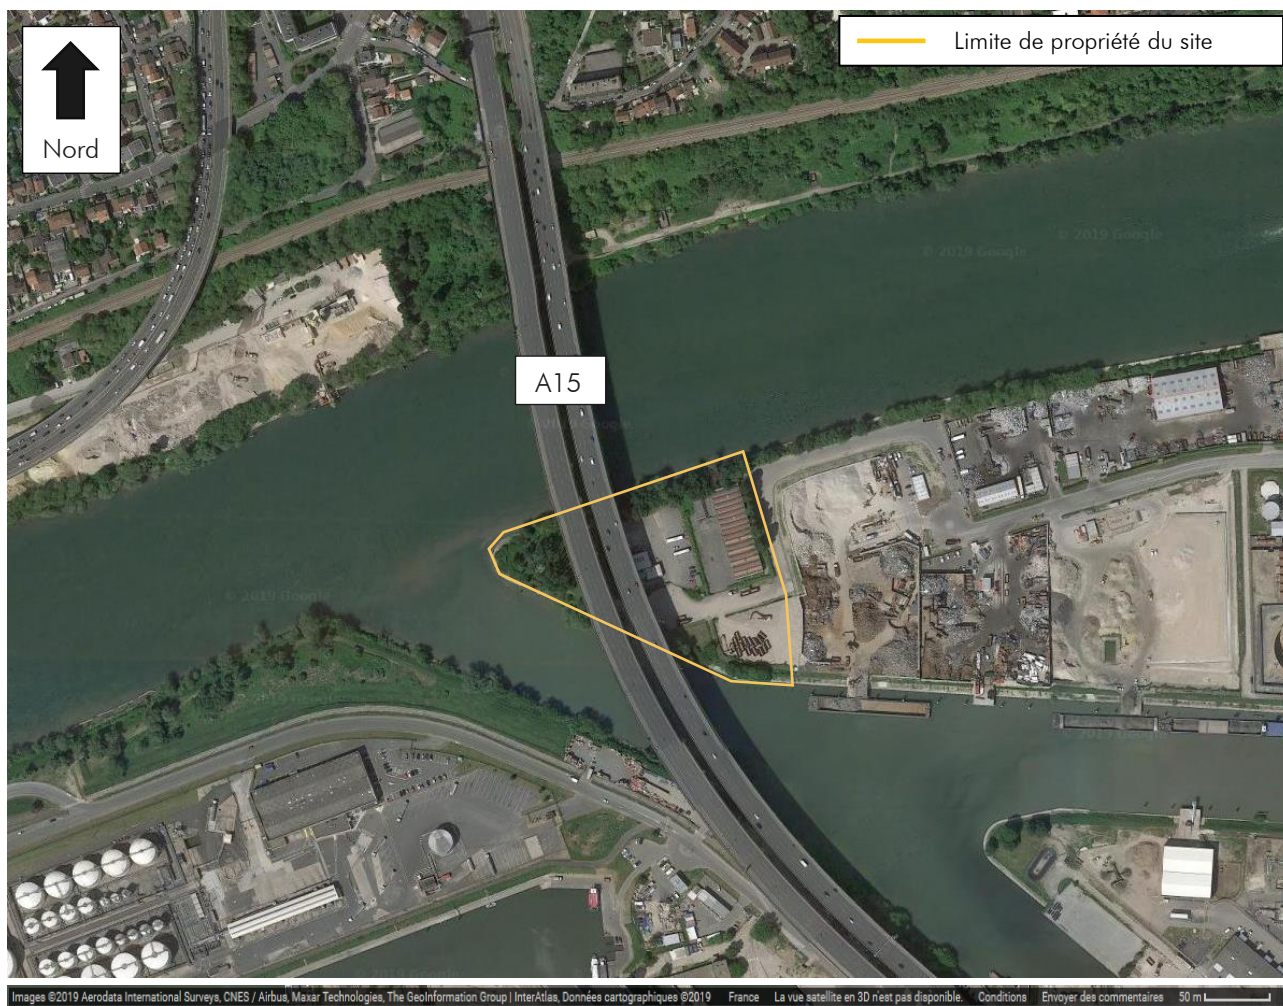 Nord
Limite de propriété du site
© 2019 Google
© 2019 Google
A15
© 2019 Google
© 2019 Google
Images ©2019 Aerodata International Surveys, CNES / Airbus, Maxar Technologies, The GeoInformation Group | InterAtlas, Données cartographiques ©2019 France La vue satellite en 3D n'est pas disponible. Conditions Envoyer des commentaires 50 m